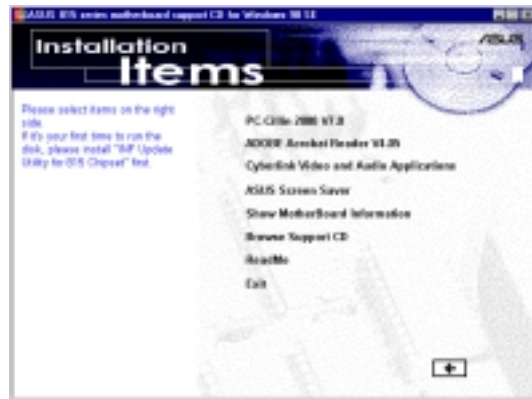 ASUS 815 series motherboard support CD for Windows 98 SE
ASUS
Installation
Items
Please select items on the right
side.
If it's your first time to run the
disk, please install "INF Update
Utility for 815 Chipset" first.
PC-Cillin 2000 V7.0
ADOBE Acrobat Reader V4.05
Cyberlink Video and Audio Applications
ASUS Screen Saver
Show MotherBoard Information
Browse Support CD
ReadMe
Exit